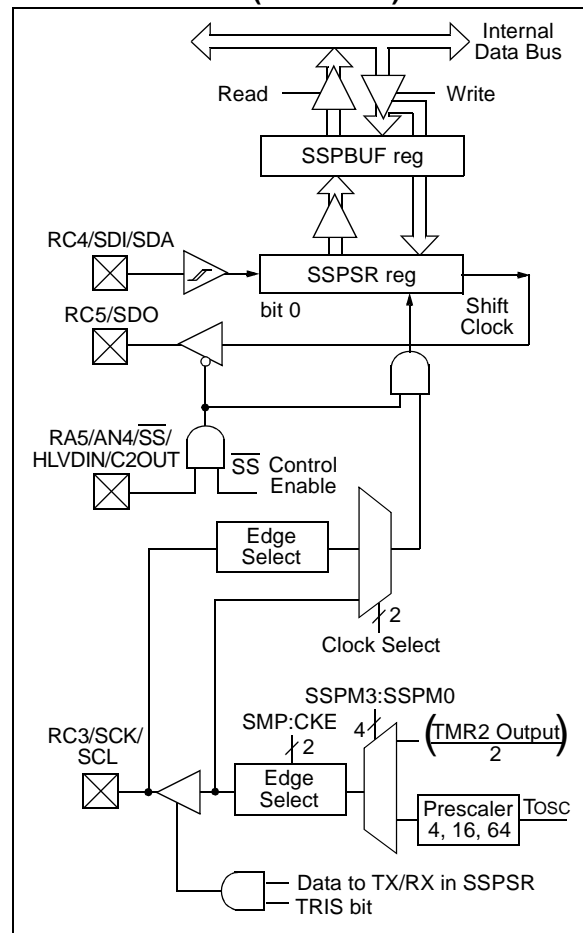 Internal
Data Bus
Read
Write
SSPBUF reg
RC4/SDI/SDA
SSPSR reg
bit 0
Shift
Clock
RC5/SDO
RA5/AN4/SS/
HLVDIN/C2OUT
SS Control
Enable
Edge
Select
2
Clock Select
SSPM3:SSPM0
SMP:CKE
4
2
(TMR2 Output)
2
RC3/SCK/
SCL
Edge
Select
Prescaler
4, 16, 64
TOSC
Data to TX/RX in SSPSR
TRIS bit